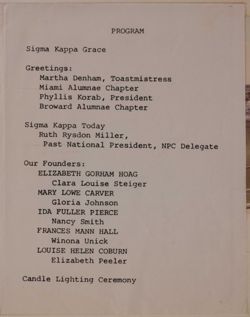 PROGRAM
Sigma Kappa Grace
Greetings:
Martha Denham, Toastmistress
Miami Alumnae Chapter
Phyllis Korab, President
Broward Alumnae Chapter
Sigma Kappa Today
Ruth Rysdon Miller,
Past National President, NPC Delegate
Our Founders:
ELIZABETH GORHAM HOAG
Clara Louise Steiger
MARY LOWE CARVER
Gloria Johnson
IDA FULLER PIERCE
Nancy Smith
FRANCES MANN HALL
Winona Unick
LOUISE HELEN COBURN
Elizabeth Peeler
Candle Lighting Ceremony